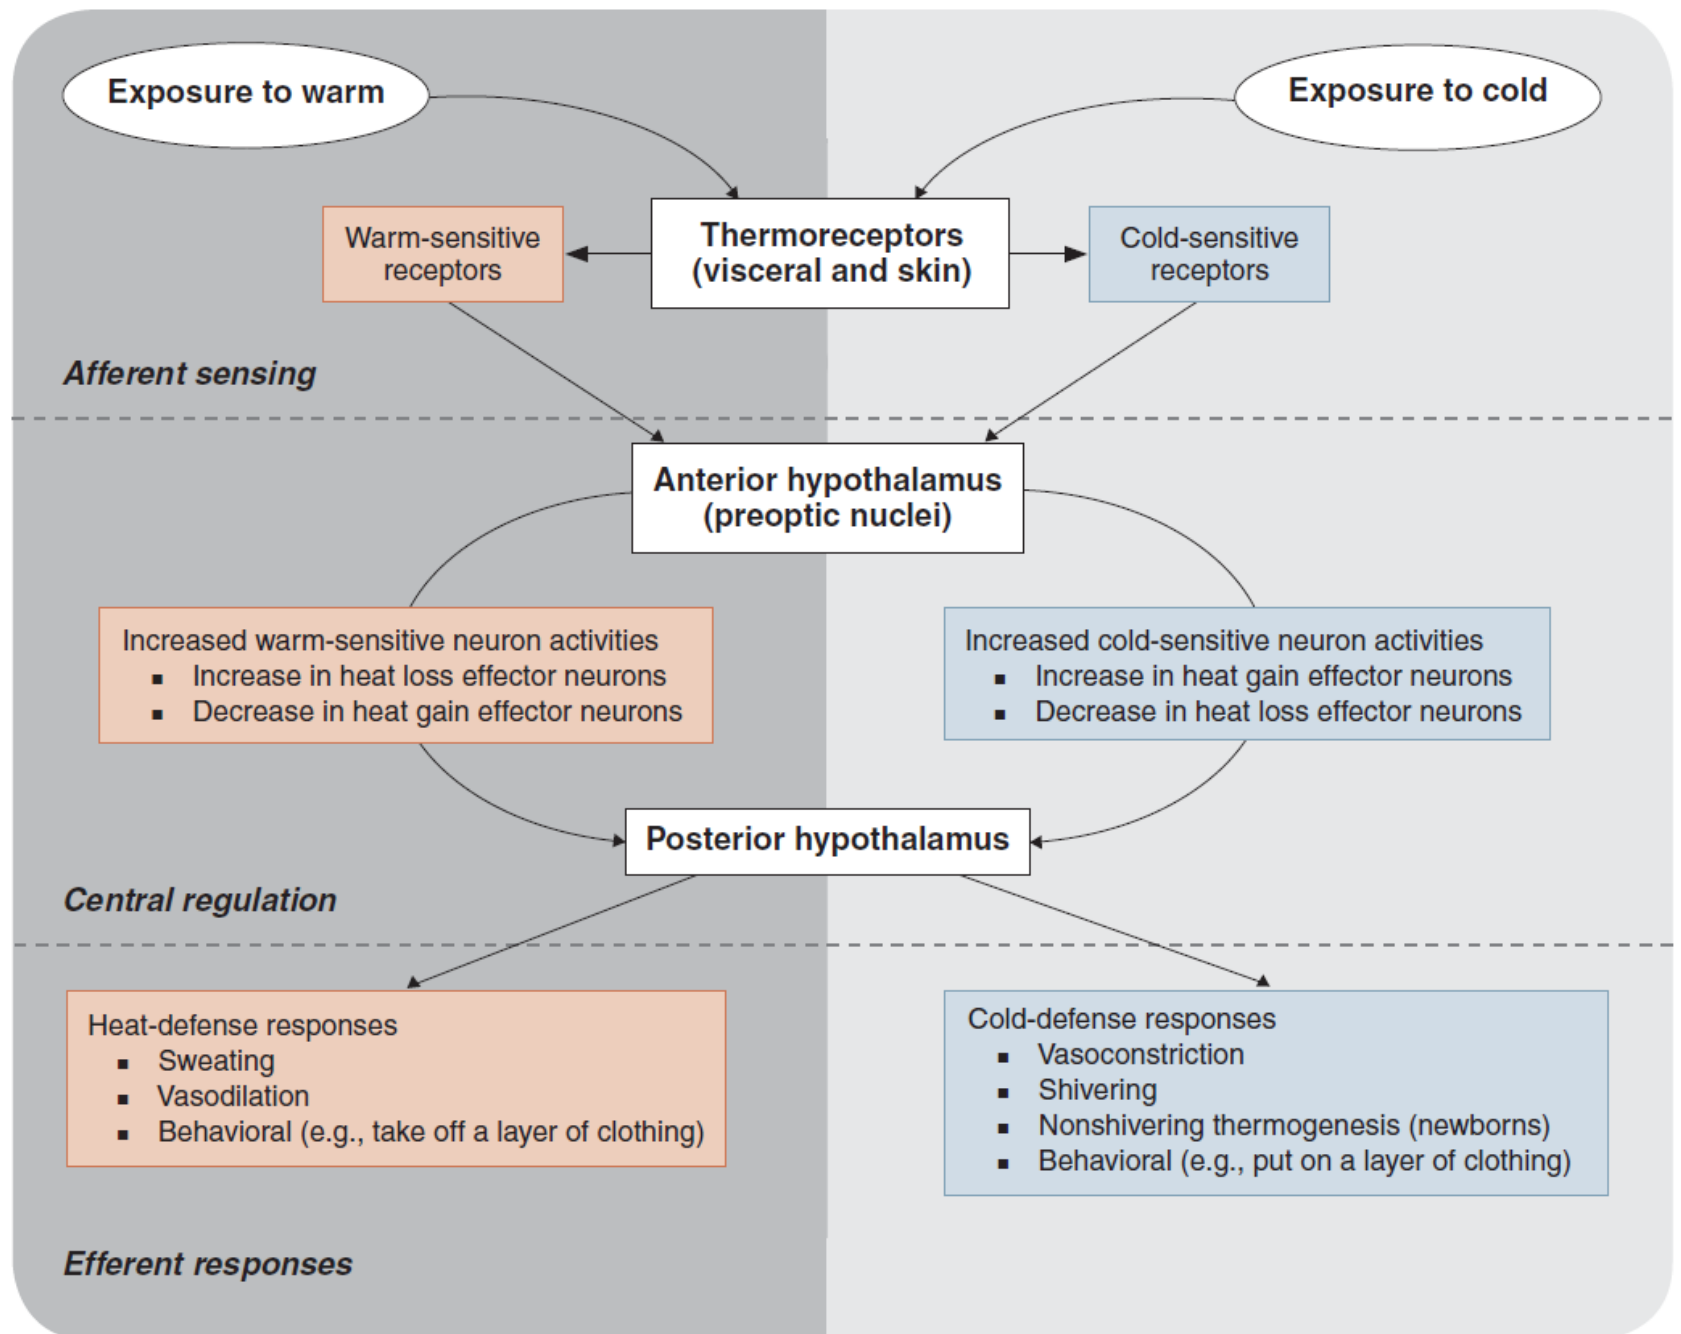 Exposure to warm
Exposure to cold
Thermoreceptors
(visceral and skin)
Warm-sensitive
receptors
Cold-sensitive
receptors
Afferent sensing
Anterior hypothalamus
(preoptic nuclei)
Increased warm-sensitive neuron activities
▪ Increase in heat loss effector neurons
▪ Decrease in heat gain effector neurons
Increased cold-sensitive neuron activities
▪ Increase in heat gain effector neurons
▪ Decrease in heat loss effector neurons
Posterior hypothalamus
Central regulation
Heat-defense responses
▪ Sweating
▪ Vasodilation
▪ Behavioral (e.g., take off a layer of clothing)
Cold-defense responses
▪ Vasoconstriction
▪ Shivering
▪ Nonshivering thermogenesis (newborns)
▪ Behavioral (e.g., put on a layer of clothing)
Efferent responses